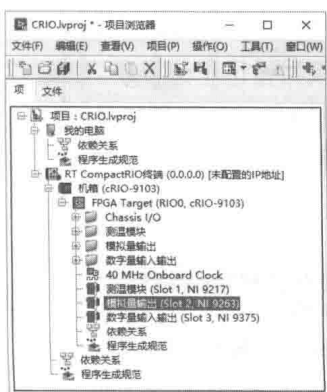 CRIO.lvproj * - 项目浏览器
文件(F) 编辑(E) 查看(V) 项目(P) 操作(O) 工具(T) 窗口(W)
项 文件
项目 : CRIO.lvproj
我的电脑
依赖关系
程序生成规范
RT CompactRIO终端 (0.0.0.0) [未配置的IP地址]
机箱 (cRIO-9103)
FPGA Target (RIO0, cRIO-9103)
Chassis I/O
测温模块
模拟量输出
数字量输入输出
40 MHz Onboard Clock
测温模块 (Slot 1, NI 9217)
模拟量输出 (Slot 2, NI 9263)
数字量输入输出 (Slot 3, NI 9375)
依赖关系
程序生成规范
依赖关系
程序生成规范